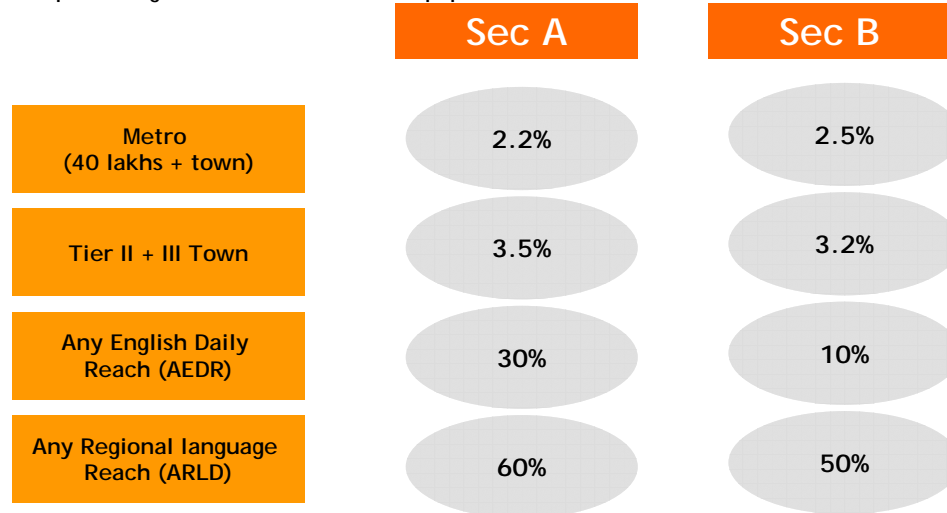 Sec A
Sec B
Metro
(40 lakhs + town)
2.2%
2.5%
Tier II + III Town
3.5%
3.2%
Any English Daily
Reach (AEDR)
30%
10%
Any Regional language
Reach (ARLD)
60%
50%